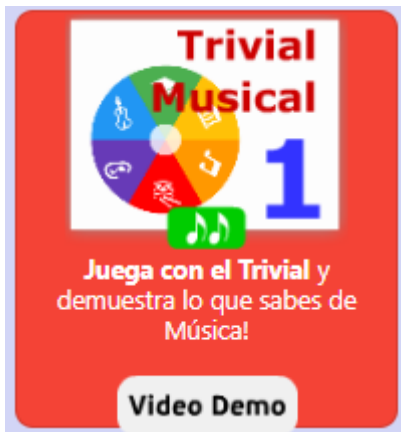 Trivial
Musical
1
Juega con el Trivial y
demuestra lo que sabes de
Música!
Video Demo